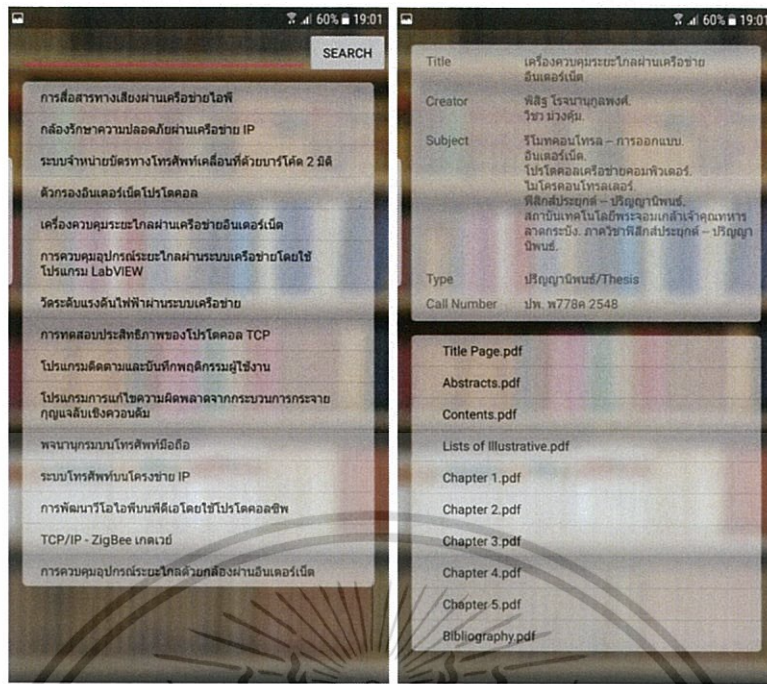 60% 19:01
SEARCH
การสื่อสารทางเสียงผ่านเครือข่ายไอพี
กล้องรักษาความปลอดภัยผ่านเครือข่าย IP
ระบบจำหน่ายบัตรทางโทรศัพท์เคลื่อนที่ด้วยบาร์โค้ด 2 มิติ
ตัวกรองอินเตอร์เน็ตโปรโตคอล
เครื่องควบคุมระยะไกลผ่านเครือข่ายอินเตอร์เน็ต
การควบคุมอุปกรณ์ระยะไกลผ่านระบบเครือข่ายโดยใช้
โปรแกรม LabVIEW
วัดระดับแรงดันไฟฟ้าผ่านระบบเครือข่าย
การทดสอบประสิทธิภาพของโปรโตคอล TCP
โปรแกรมติดตามและบันทึกพฤติกรรมผู้ใช้งาน
โปรแกรมการแก้ไขความผิดพลาดจากกระบวนการกระจาย
กุญแจลับเชิงควอนตัม
พจนานุกรมบนโทรศัพท์มือถือ
ระบบโทรศัพท์บนโครงข่าย IP
การพัฒนาวีโอไอพีบนพีดีเอโดยใช้โปรโตคอลซิพ
TCP/IP - ZigBee เกตเวย์
การควบคุมอุปกรณ์ระยะไกลด้วยกล้องผ่านอินเตอร์เน็ต
60% 19:01
Title เครื่องควบคุมระยะไกลผ่านเครือข่าย
อินเตอร์เน็ต
Creator พิสิฐ โรจนานุกูลพงศ์.
วิชว ม่วงคุ้ม.
Subject รีโมทคอนโทรล – การออกแบบ.
อินเตอร์เน็ต.
โปรโตคอลเครือข่ายคอมพิวเตอร์.
ไมโครคอนโทรลเลอร์.
ฟิสิกส์ประยุกต์ – ปริญญานิพนธ์.
สถาบันเทคโนโลยีพระจอมเกล้าเจ้าคุณทหาร
ลาดกระบัง. ภาควิชาฟิสิกส์ประยุกต์ – ปริญญา
นิพนธ์.
Type ปริญญานิพนธ์/Thesis
Call Number ปพ. พ778ค 2548
Title Page.pdf
Abstracts.pdf
Contents.pdf
Lists of Illustrative.pdf
Chapter 1.pdf
Chapter 2.pdf
Chapter 3.pdf
Chapter 4.pdf
Chapter 5.pdf
Bibliography.pdf